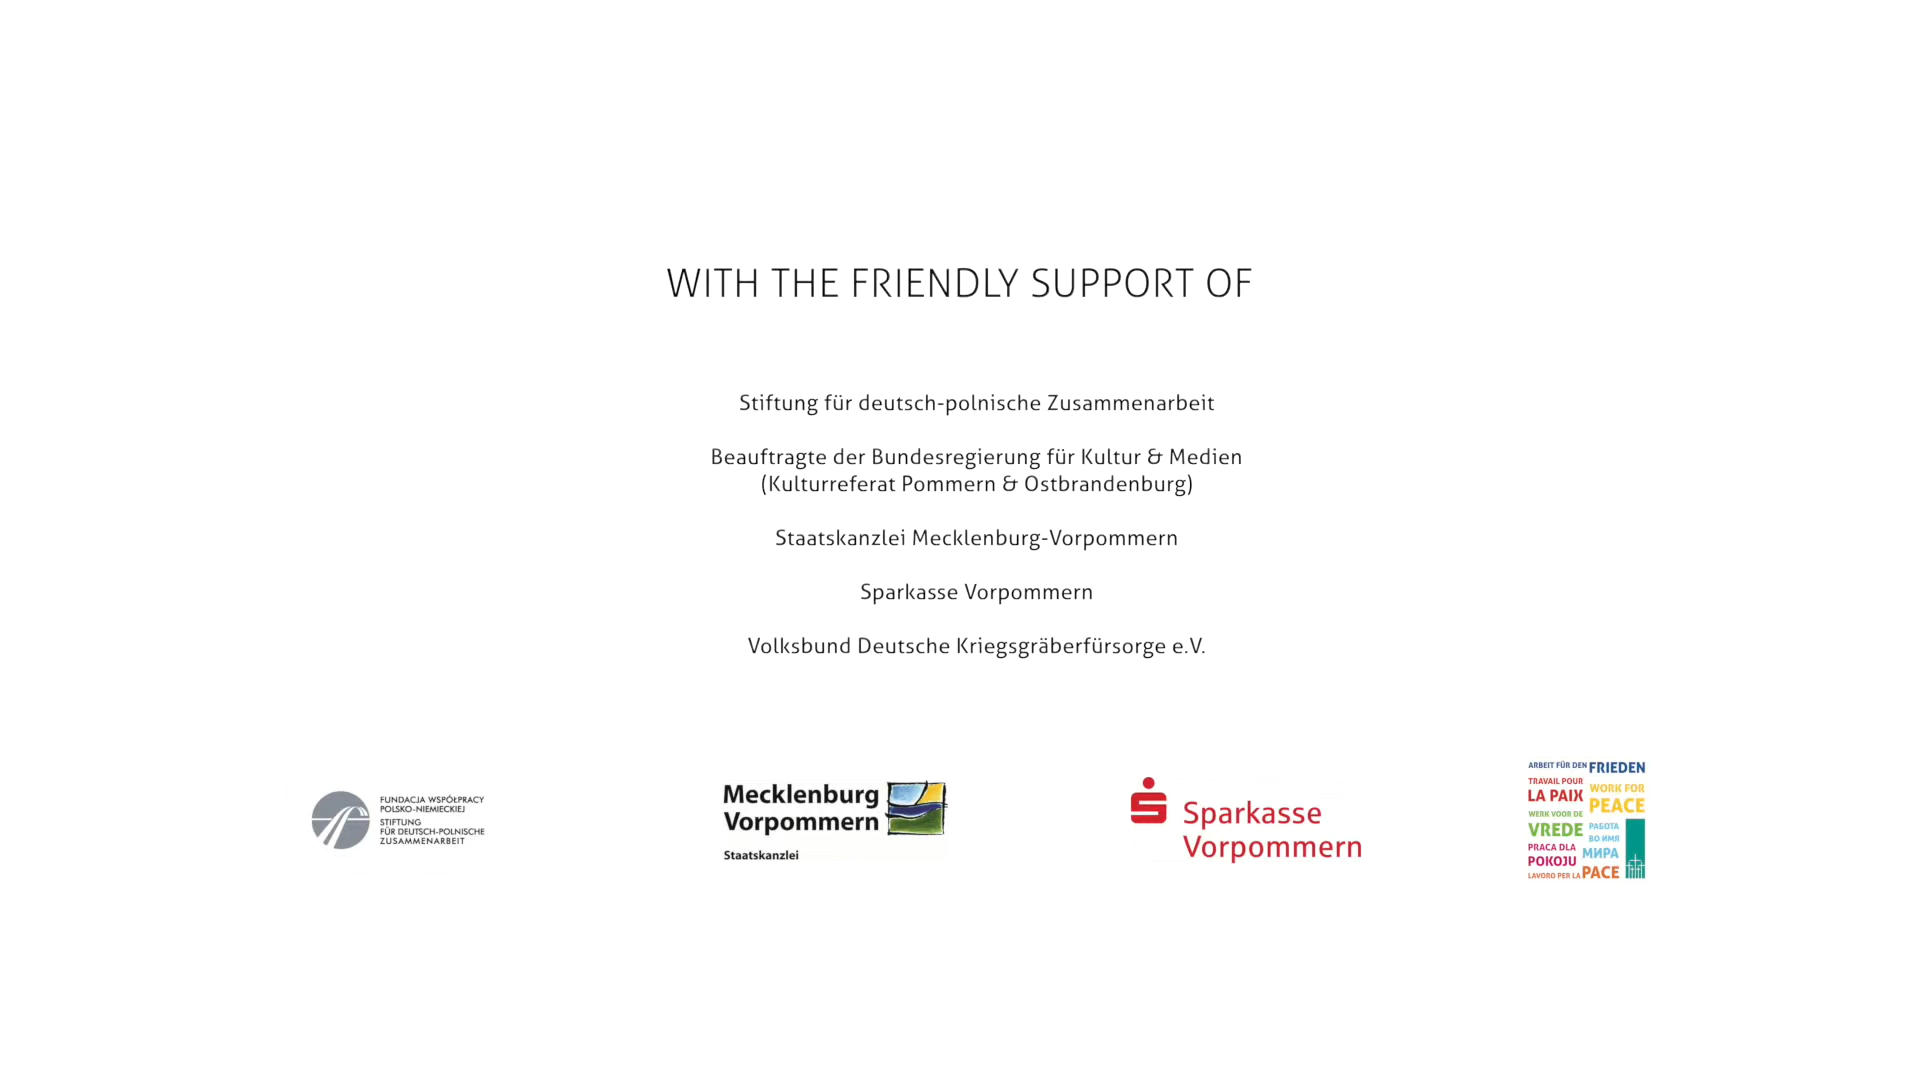 WITH THE FRIENDLY SUPPORT OF
Stiftung für deutsch-polnische Zusammenarbeit
Beauftragte der Bundesregierung für Kultur & Medien
(Kulturreferat Pommern & Ostbrandenburg)
Staatskanzlei Mecklenburg-Vorpommern
Sparkasse Vorpommern
Volksbund Deutsche Kriegsgräberfürsorge e.V.
FUNDACJA WSPÓŁPRACY
POLSKO-NIEMIECKIEJ
STIFTUNG
FÜR DEUTSCH-POLNISCHE
ZUSAMMENARBEIT
Mecklenburg
Vorpommern
Staatskanzlei
Sparkasse
Vorpommern
ARBEIT FÜR DEN FRIEDEN
TRAVAIL POUR
LA PAIX
WORK FOR
PEACE
WERK VOOR DE
VREDE
РАБОТА
ВО ИМЯ
МИРА
PRACA DLA
POKOJU
LAVORO PER LA PACE